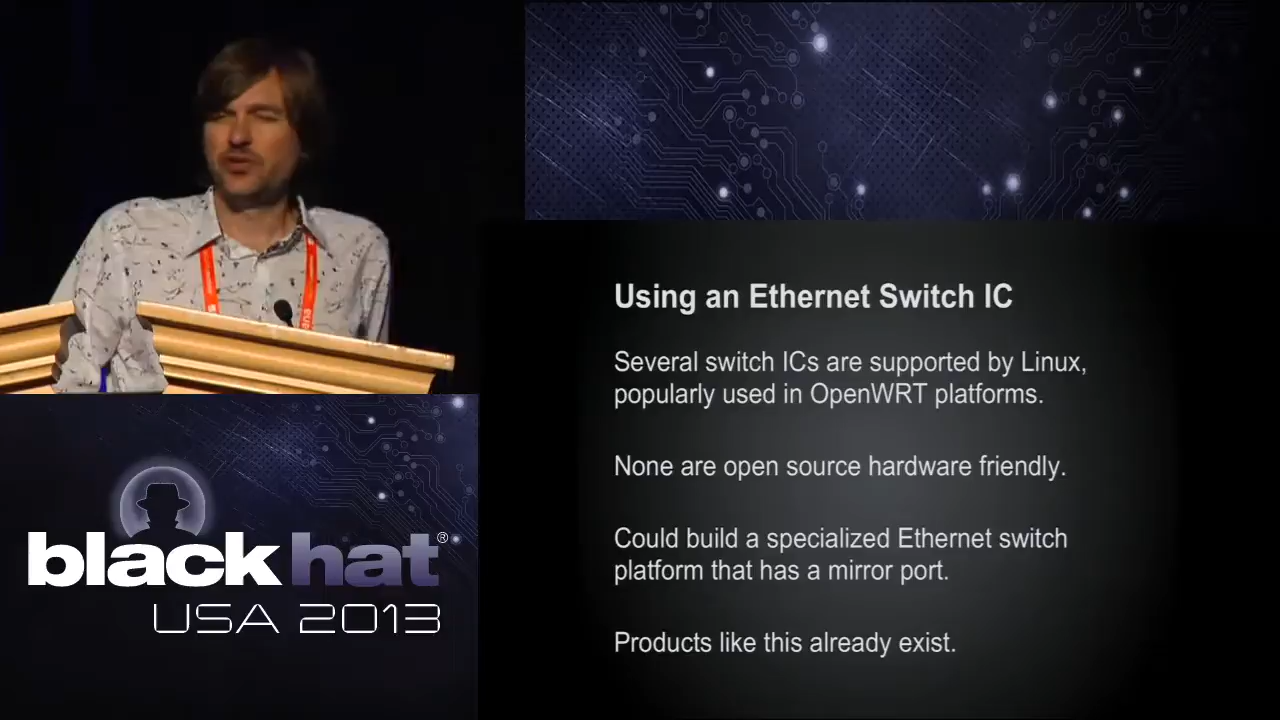 Using an Ethernet Switch IC
Several switch ICs are supported by Linux,
popularly used in OpenWRT platforms.
None are open source hardware friendly.
Could build a specialized Ethernet switch
platform that has a mirror port.
Products like this already exist.
black hat®
USA 2013